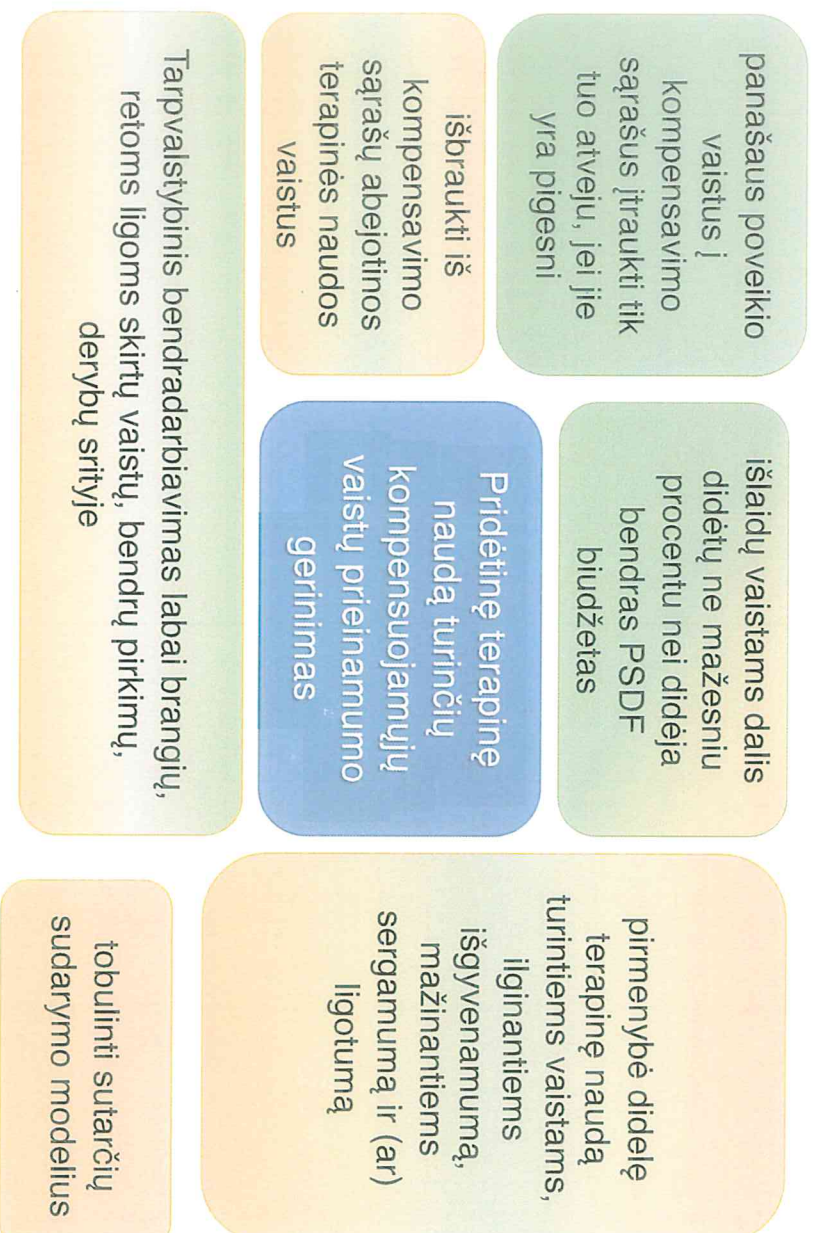 panašaus poveikio
vaistus į
kompensavimo
sąrašus įtraukti tik
tuo atveju, jei jie
yra pigesni
išlaidų vaistams dalis
didėtų ne mažesniu
procentu nei didėja
bendras PSDF
biudžetas
pirmenybė didelę
terapinę naudą
turintiems vaistams,
ilginantiems
išgyvenamumą,
mažinantiems
sergamumą ir (ar)
ligotumą
išbraukti iš
kompensavimo
sąrašų abejotinos
terapinės naudos
vaistus
Pridėtinę terapinę
naudą turinčių
kompensuojamųjų
vaistų prieinamumo
gerinimas
Tarpvalstybinis bendradarbiavimas labai brangių,
retoms ligoms skirtų vaistų, bendrų pirkimų,
derybų srityje
tobulinti sutarčių
sudarymo modelius